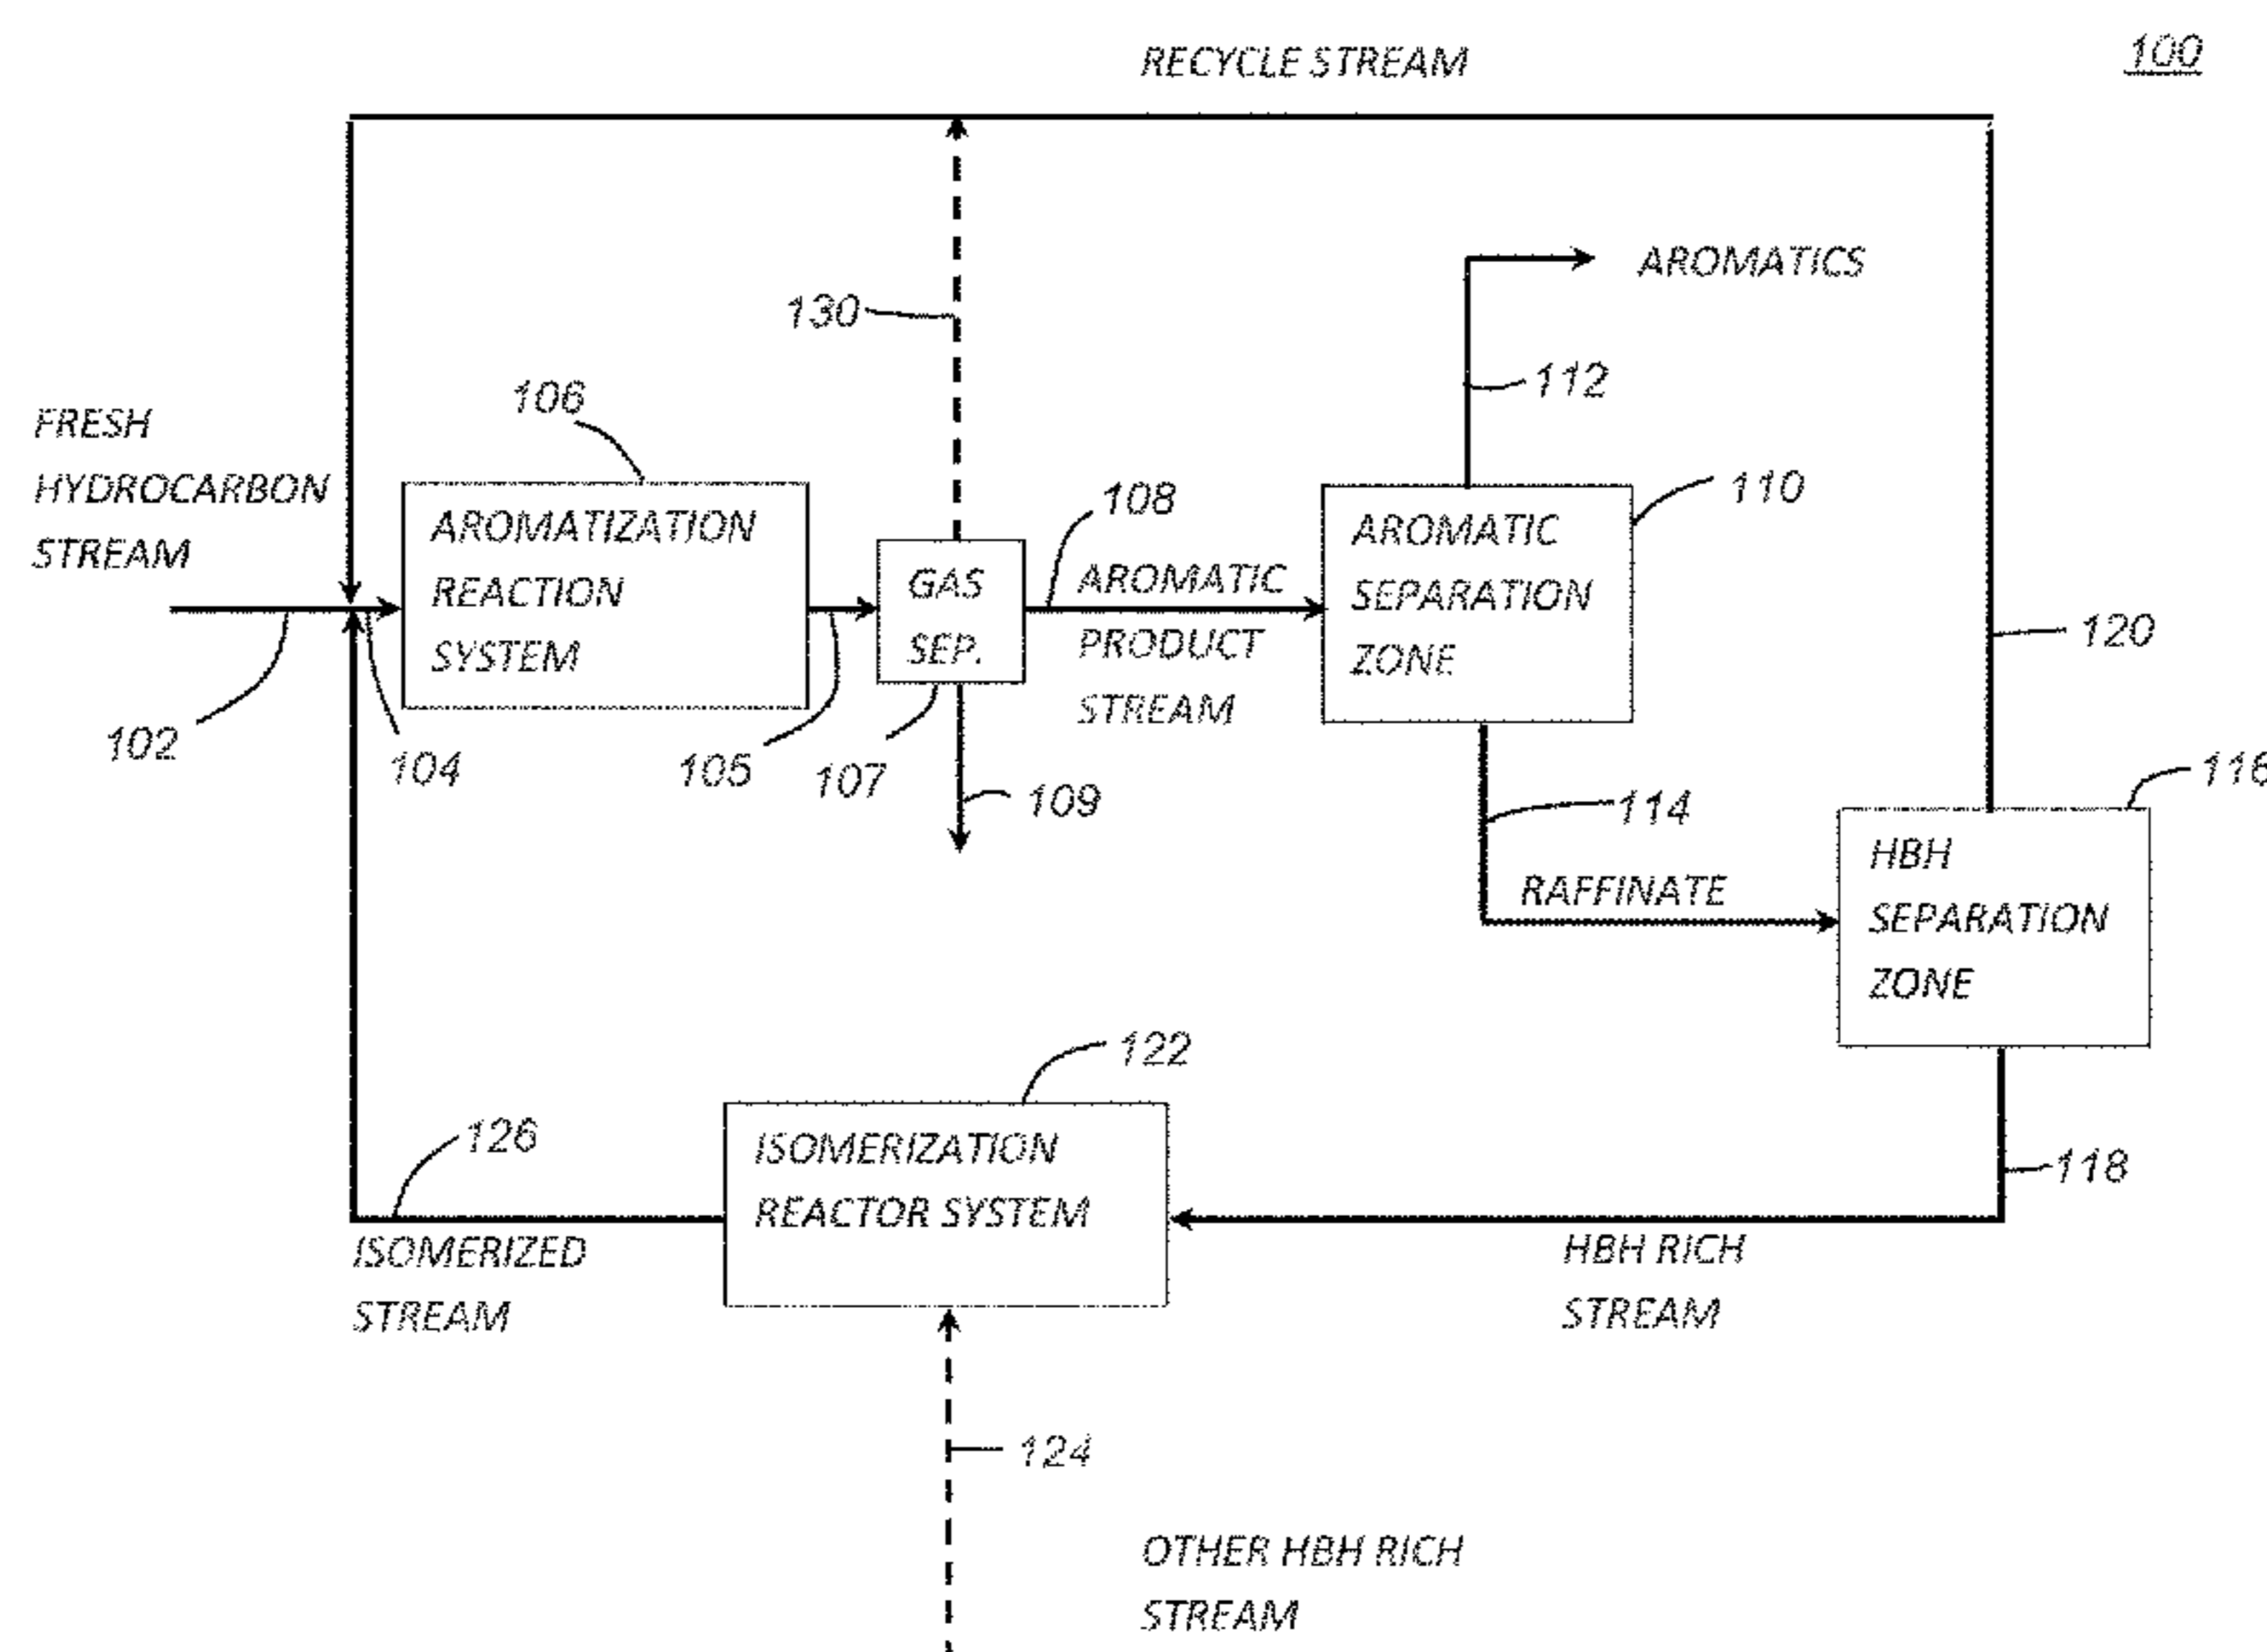 RECYCLE STREAM
100
AROMATICS
130
112
106
FRESH
HYDROCARBON
STREAM
108
110
AROMATIZATION
REACTION
SYSTEM
GAS
SEP.
AROMATIC
PRODUCT
STREAM
AROMATIC
SEPARATION
ZONE
120
102
104
105
107
109
114
116
RAFFINATE
HBH
SEPARATION
ZONE
122
126
ISOMERIZATION
REACTOR SYSTEM
118
ISOMERIZED
STREAM
HBH RICH
STREAM
124
OTHER HBH RICH
STREAM